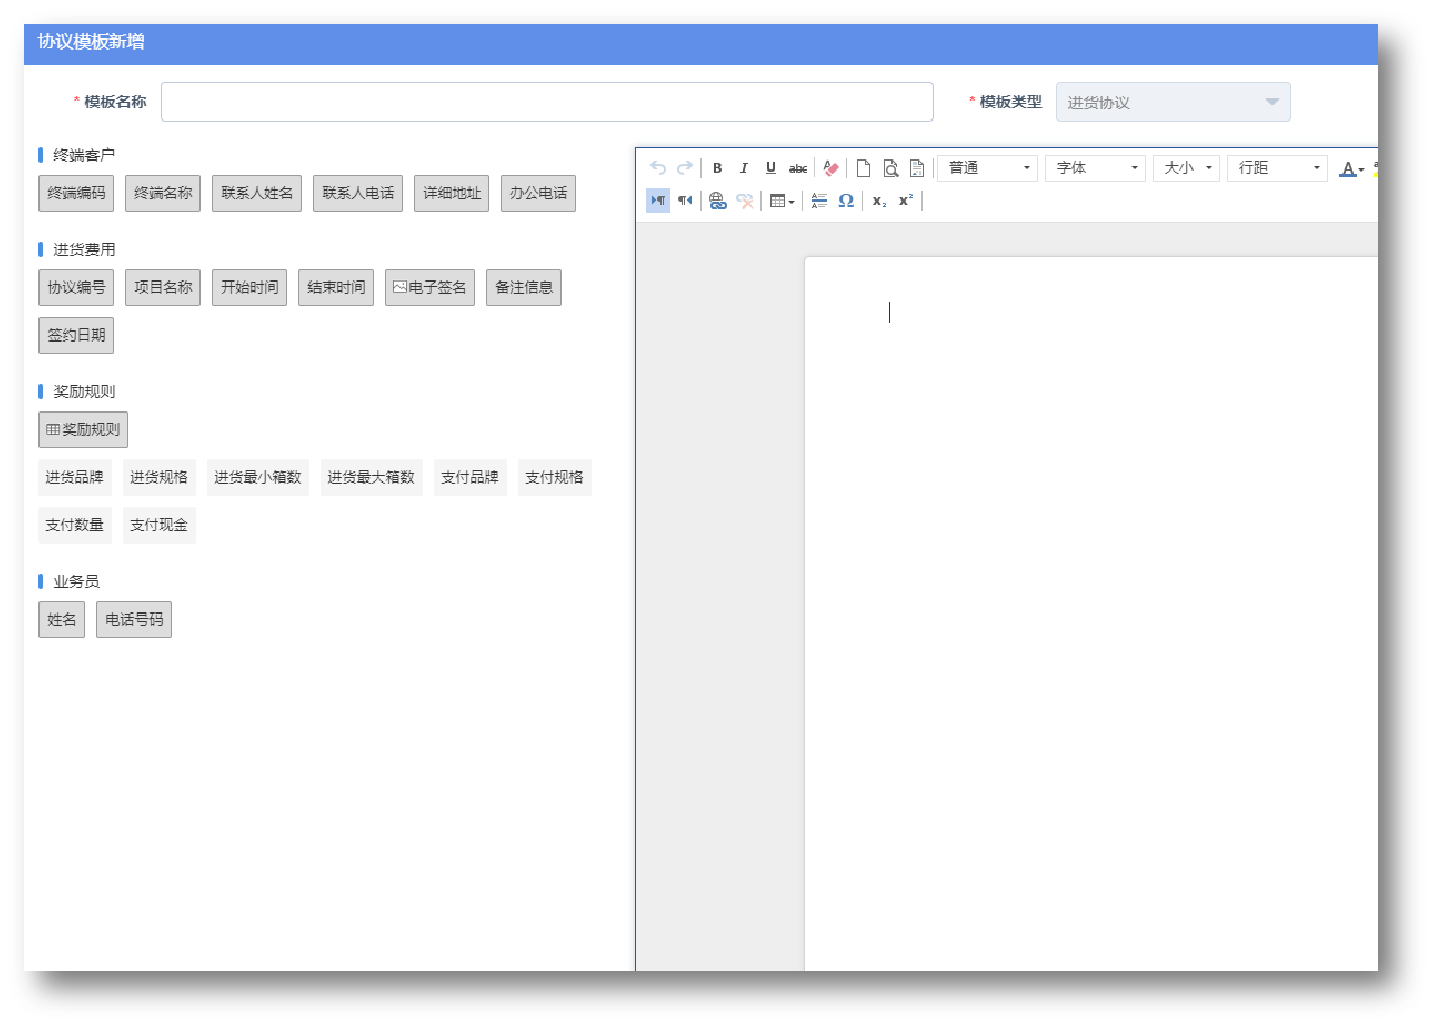 协议模板新增
* 模板名称
* 模板类型 进货协议
终端客户
终端编码 终端名称 联系人姓名 联系人电话 详细地址 办公电话
进货费用
协议编号 项目名称 开始时间 结束时间 电子签名 备注信息
签约日期
奖励规则
奖励规则
进货品牌 进货规格 进货最小箱数 进货最大箱数 支付品牌 支付规格
支付数量 支付现金
业务员
姓名 电话号码
B I U abc 普通 字体 大小 行距 A
Ω x₂ x²